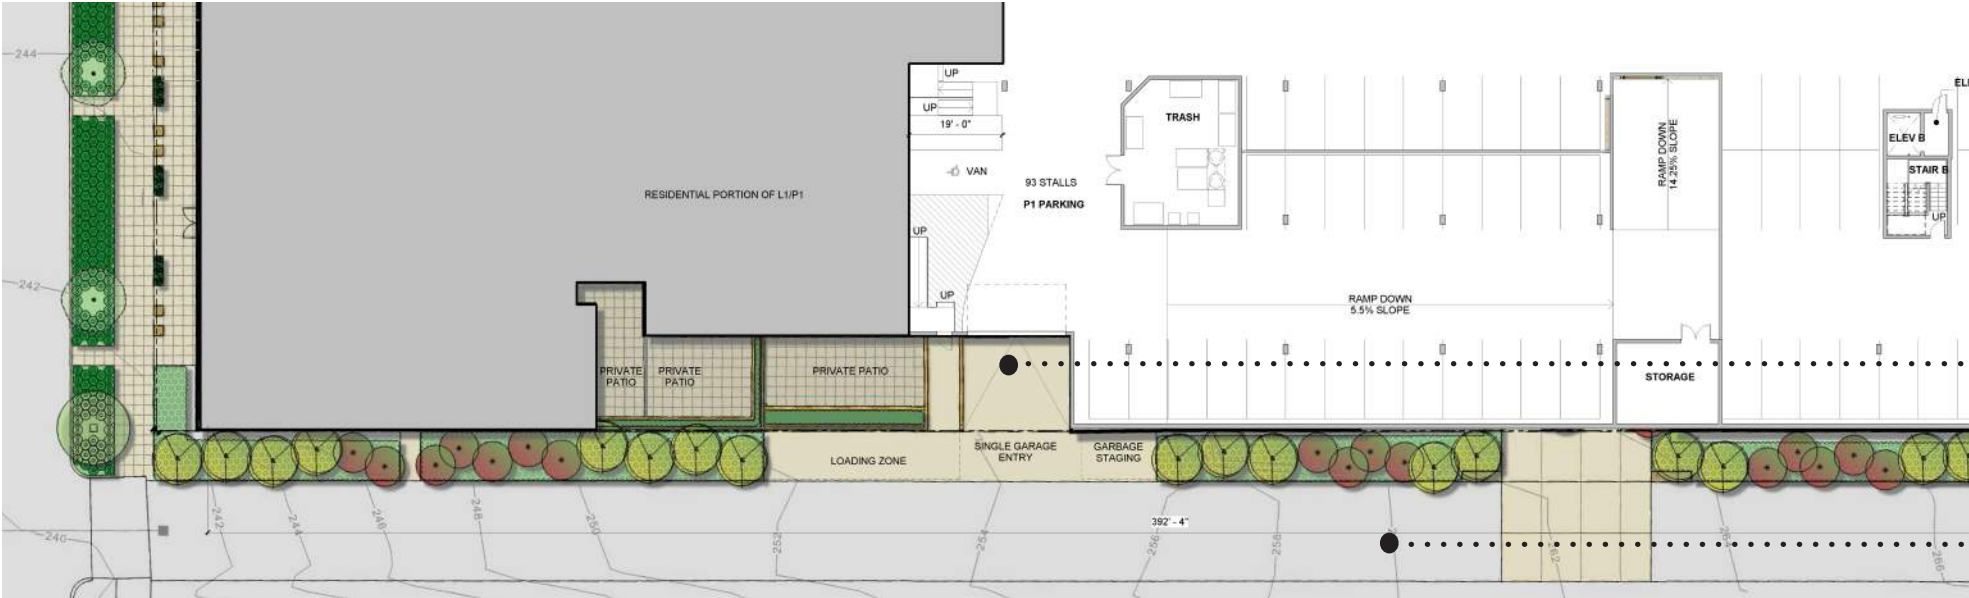 244
UP
UP
19' - 0"
VAN
93 STALLS
P1 PARKING
TRASH
RAMP DOWN
14.25% SLOPE
ELEV B
STAIR B
UP
RESIDENTIAL PORTION OF L1/P1
UP
UP
242
RAMP DOWN
5.5% SLOPE
PRIVATE
PATIO
PRIVATE
PATIO
PRIVATE PATIO
STORAGE
LOADING ZONE
SINGLE GARAGE
ENTRY
GARBAGE
STAGING
392' - 4"
240
242
244
246
248
250
252
254
256
258
262
264
266